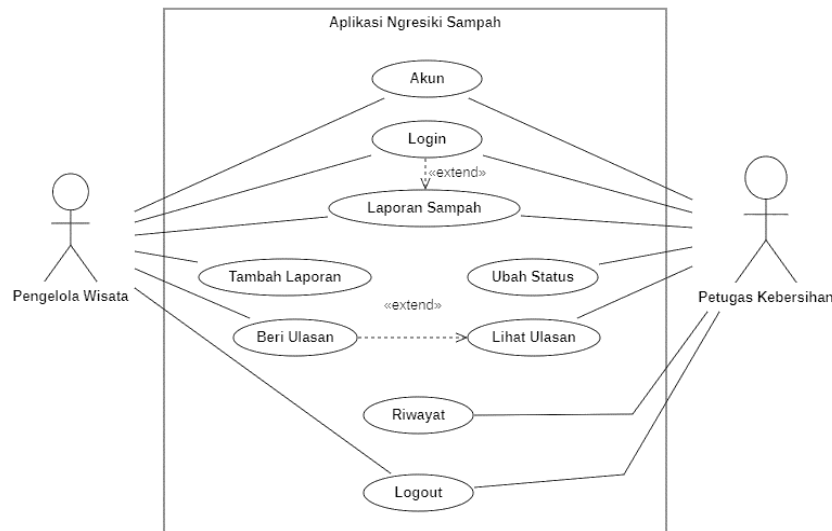 Aplikasi Ngresiki Sampah
Akun
Login
«extend»
Laporan Sampah
Tambah Laporan
Ubah Status
Pengelola Wisata
Petugas Kebersihan
«extend»
Beri Ulasan
Lihat Ulasan
Riwayat
Logout